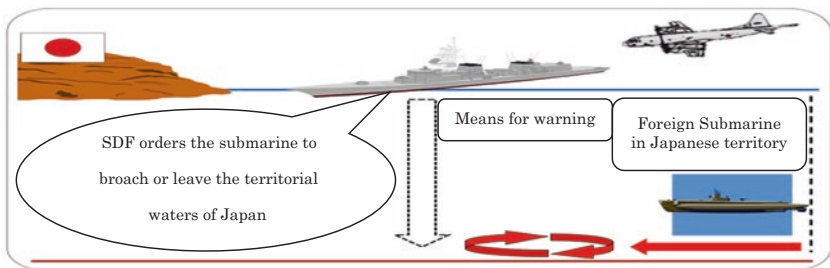 SDF orders the submarine to
broach or leave the territorial
waters of Japan
Means for warning
Foreign Submarine
in Japanese territory